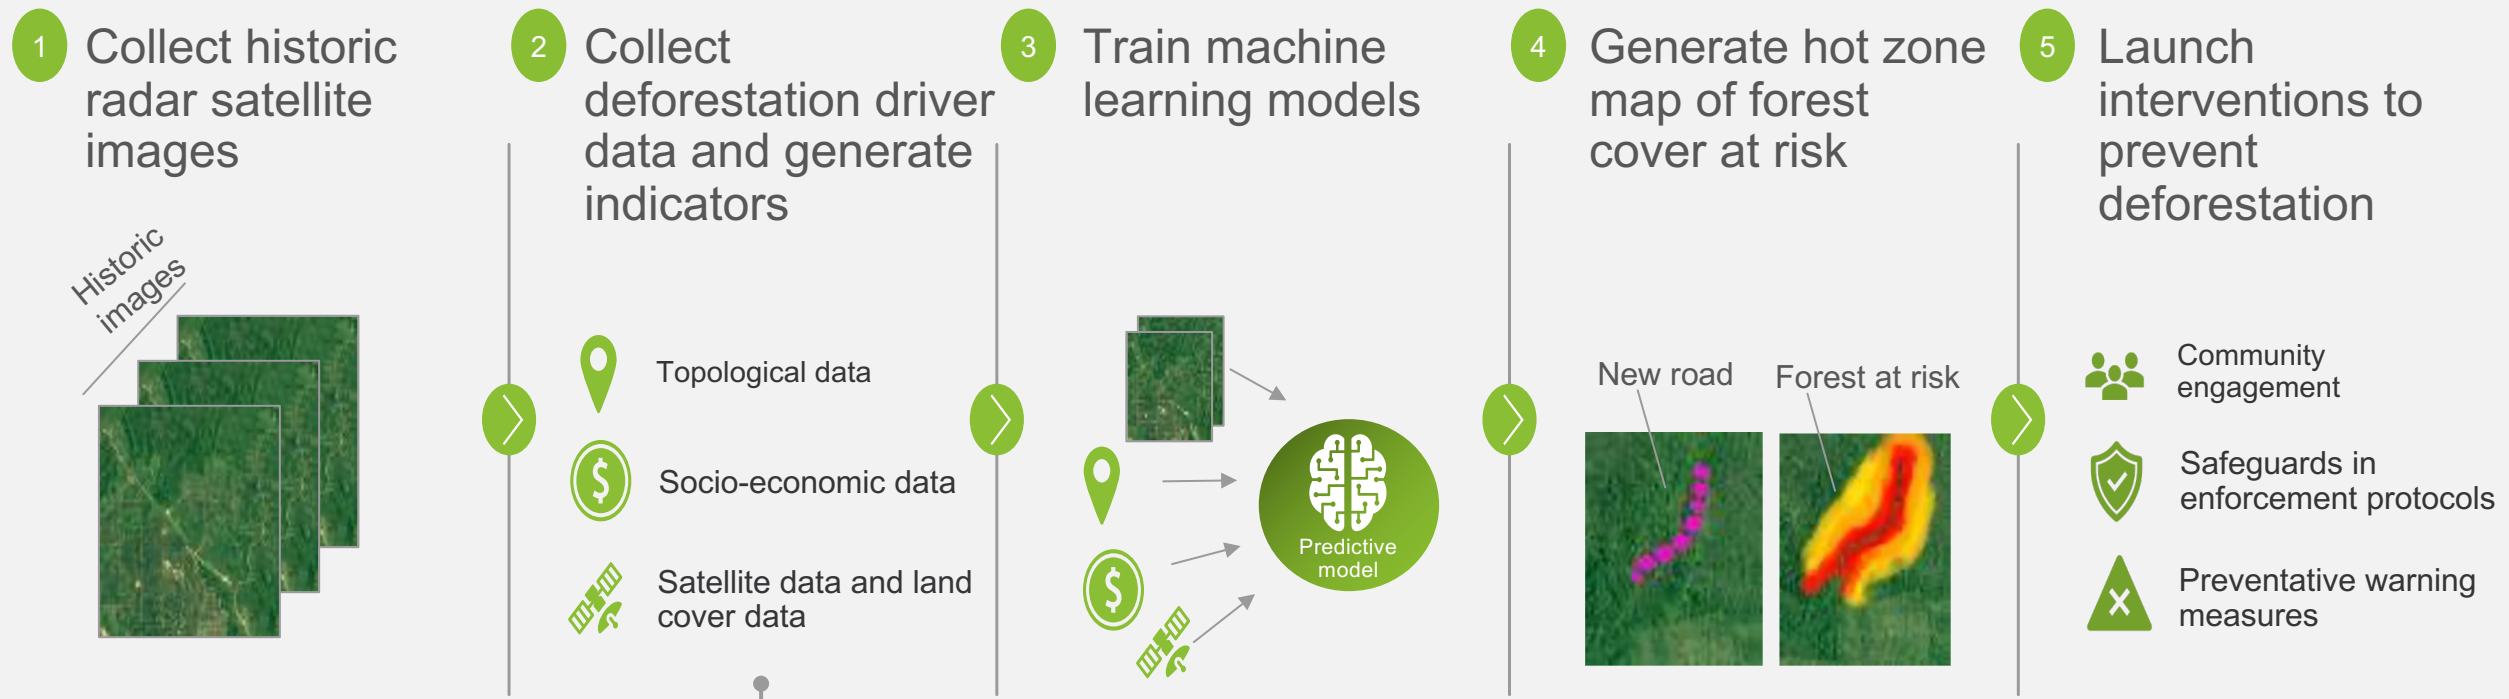 1
Collect historic
radar satellite
images
Historic
images
2
Collect
deforestation driver
data and generate
indicators
Topological data
$
Socio-economic data
Satellite data and land
cover data
3
Train machine
learning models
$
Predictive
model
4
Generate hot zone
map of forest
cover at risk
New road
Forest at risk
5
Launch
interventions to
prevent
deforestation
Community
engagement
Safeguards in
enforcement protocols
Preventative warning
measures